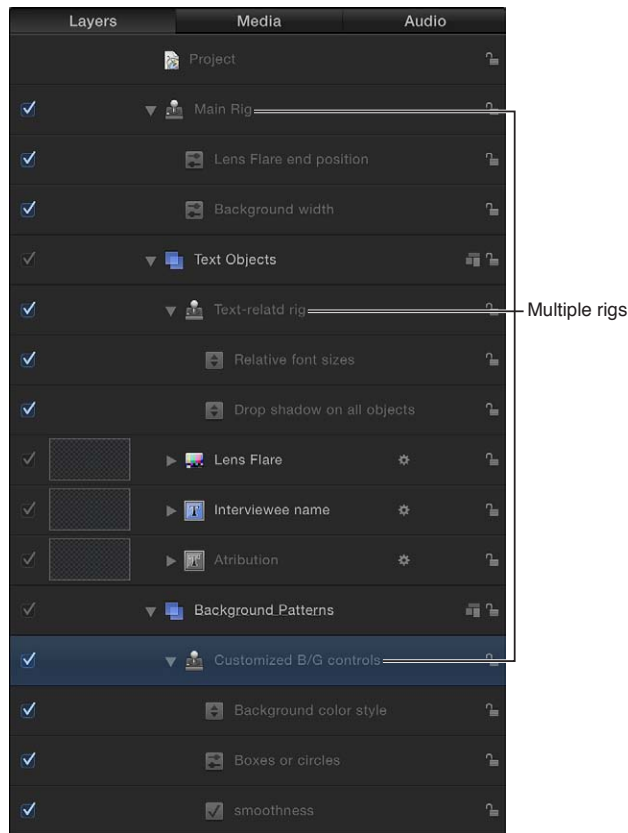 Layers Media Audio
Project
Main Rig
Lens Flare end position
Background width
Text Objects
Text-relatd rig
Multiple rigs
Relative font sizes
Drop shadow on all objects
Lens Flare
Interviewee name
Atribution
Background Patterns
Customized B/G controls
Background color style
Boxes or circles
smoothness